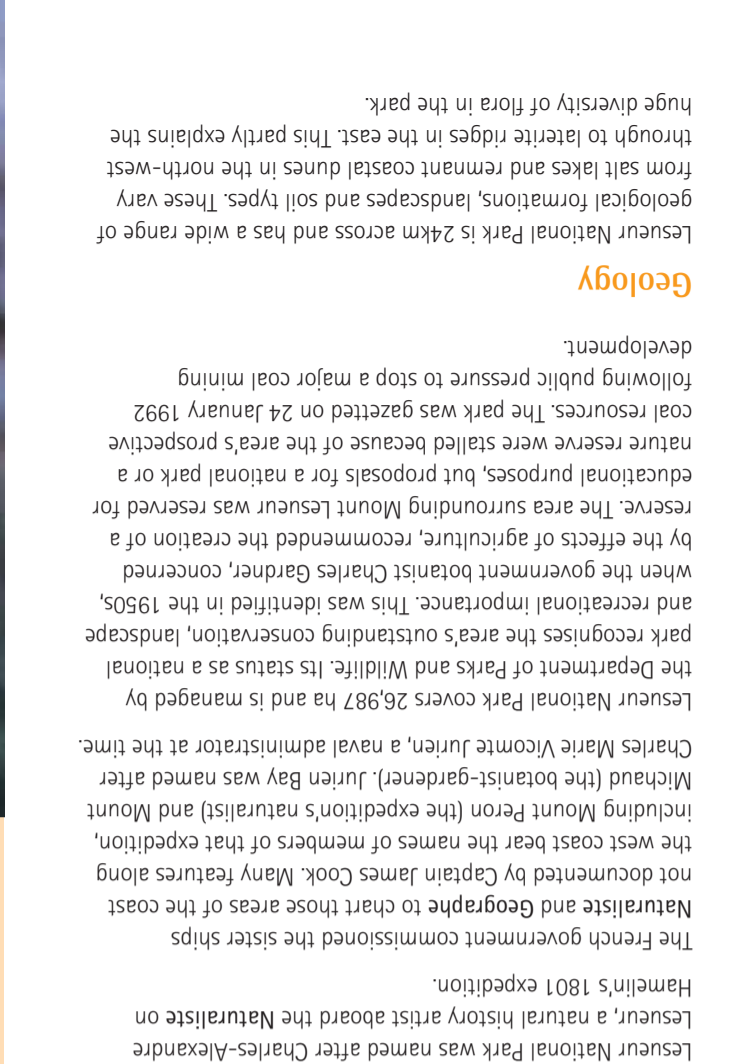 Lesueur National Park was named after Charles-Alexandre
Lesueur, a natural history artist aboard the Naturaliste on
Hamelin's 1801 expedition.
The French government commissioned the sister ships
Naturaliste and Geographe to chart those areas of the coast
not documented by Captain James Cook. Many features along
the west coast bear the names of members of that expedition,
including Mount Peron (the expedition's naturalist) and Mount
Michaud (the botanist-gardener). Jurien Bay was named after
Charles Marie Vicomte Jurien, a naval administrator at the time.
Lesueur National Park covers 26,987 ha and is managed by
the Department of Parks and Wildlife. Its status as a national
park recognises the area's outstanding conservation, landscape
and recreational importance. This was identified in the 1950s,
when the government botanist Charles Gardner, concerned
by the effects of agriculture, recommended the creation of a
reserve. The area surrounding Mount Lesueur was reserved for
educational purposes, but proposals for a national park or a
nature reserve were stalled because of the area's prospective
coal resources. The park was gazetted on 24 January 1992
following public pressure to stop a major coal mining
development.
Geology
Lesueur National Park is 24km across and has a wide range of
geological formations, landscapes and soil types. These vary
from salt lakes and remnant coastal dunes in the north-west
through to laterite ridges in the east. This partly explains the
huge diversity of flora in the park.